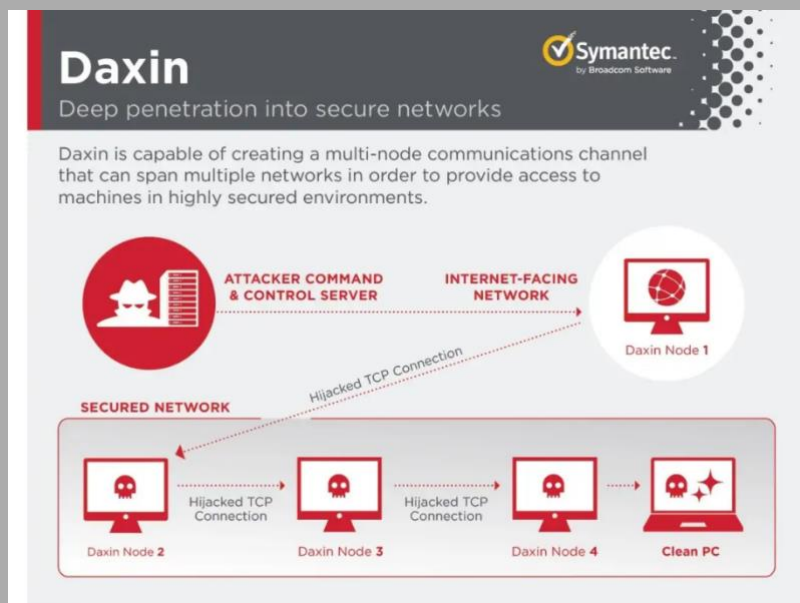 Daxin
Symantec™
by Broadcom Software
Deep penetration into secure networks
Daxin is capable of creating a multi-node communications channel
that can span multiple networks in order to provide access to
machines in highly secured environments.
ATTACKER COMMAND
& CONTROL SERVER
INTERNET-FACING
NETWORK
Daxin Node 1
Hijacked TCP Connection
SECURED NETWORK
Hijacked TCP
Connection
Hijacked TCP
Connection
Daxin Node 2
Daxin Node 3
Daxin Node 4
Clean PC